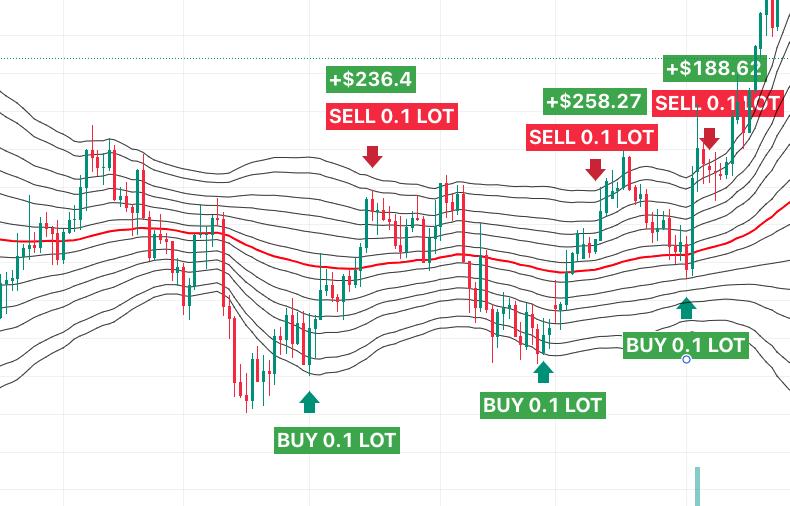 +$236.4
SELL 0.1 LOT
BUY 0.1 LOT
+$258.27
SELL 0.1 LOT
BUY 0.1 LOT
+$188.62
SELL 0.1 LOT
BUY 0.1 LOT